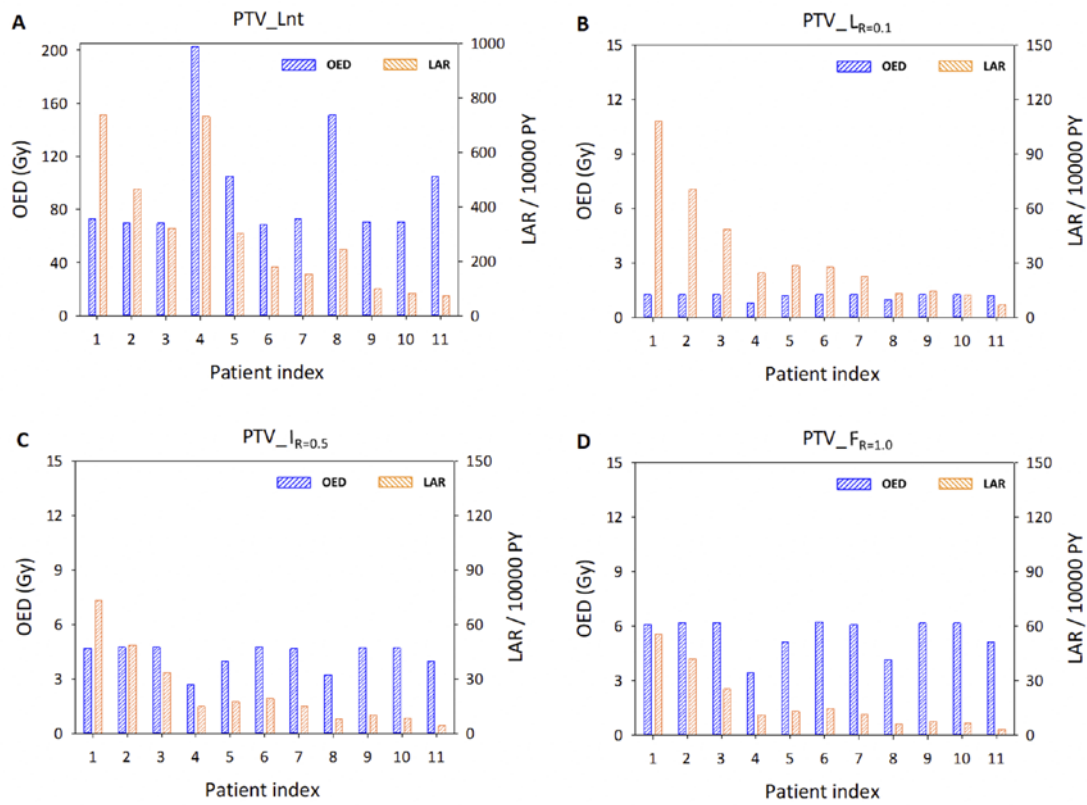 A
PTV_Lnt
OED LAR
200
160
120
80
40
0
1000
800
600
400
200
0
OED (Gy)
LAR / 10000 PY
1 2 3 4 5 6 7 8 9 10 11
Patient index
B
PTV_L_R=0.1
OED LAR
15
12
9
6
3
0
150
120
90
60
30
0
OED (Gy)
LAR / 10000 PY
1 2 3 4 5 6 7 8 9 10 11
Patient index
C
PTV_I_R=0.5
OED LAR
15
12
9
6
3
0
150
120
90
60
30
0
OED (Gy)
LAR / 10000 PY
1 2 3 4 5 6 7 8 9 10 11
Patient index
D
PTV_F_R=1.0
OED LAR
15
12
9
6
3
0
150
120
90
60
30
0
OED (Gy)
LAR / 10000 PY
1 2 3 4 5 6 7 8 9 10 11
Patient index